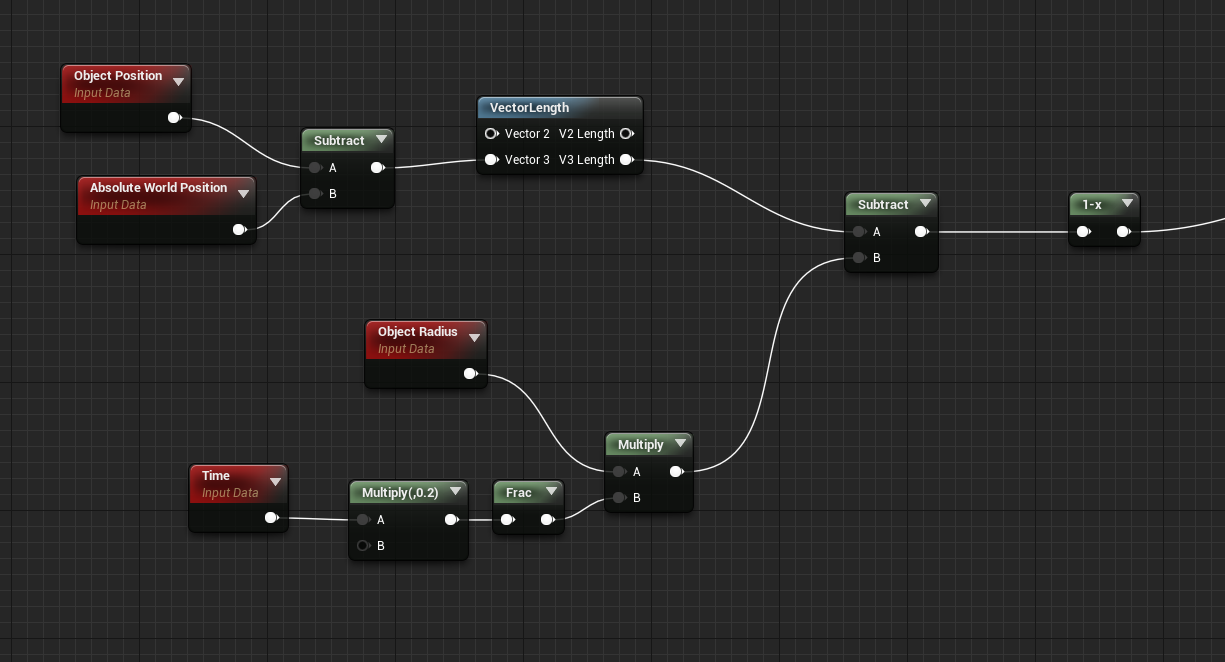 Object Position
Input Data
Absolute World Position
Input Data
Subtract
A
B
VectorLength
Vector 2 V2 Length
Vector 3 V3 Length
Subtract
A
B
1-x
Object Radius
Input Data
Time
Input Data
Multiply(,0.2)
A
B
Frac
Multiply
A
B